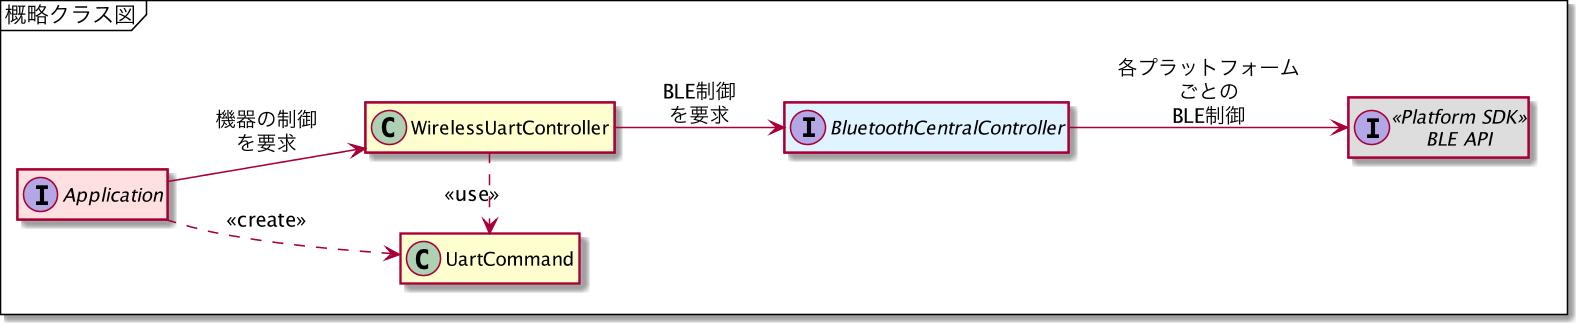 概略クラス図
機器の制御
を要求
BLE制御
を要求
各プラットフォーム
ごとの
BLE制御
I Application
C WirelessUartController
I BluetoothCentralController
I «Platform SDK»
BLE API
«use»
«create»
C UartCommand